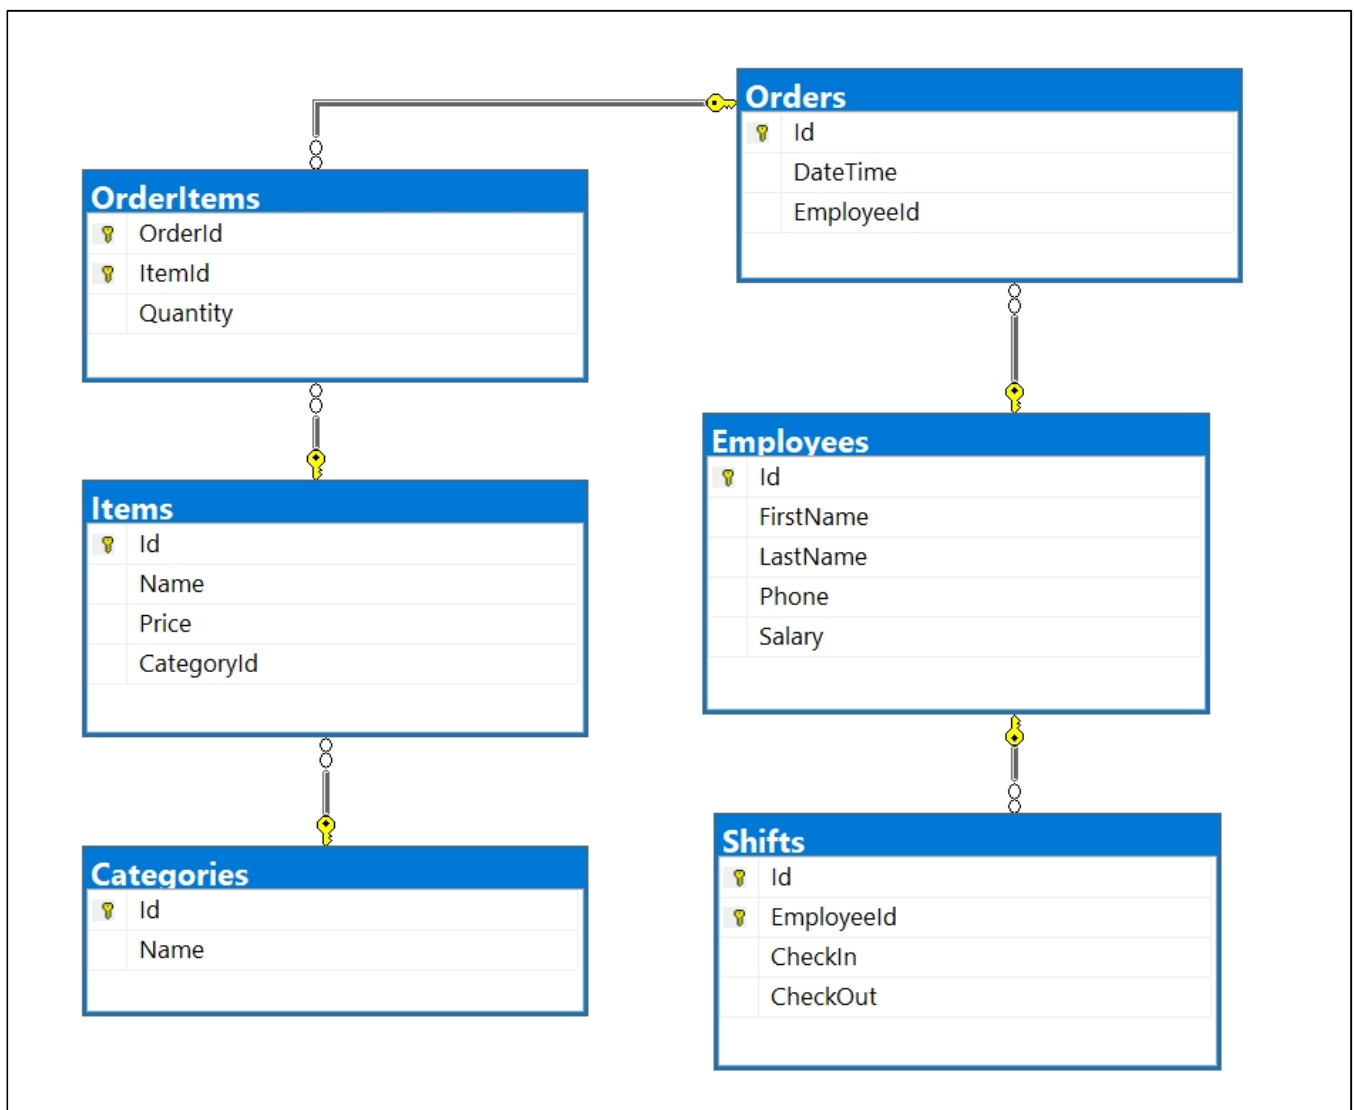 Orders
Id
DateTime
EmployeeId
OrderItems
OrderId
ItemId
Quantity
Employees
Id
FirstName
LastName
Phone
Salary
Items
Id
Name
Price
CategoryId
Shifts
Id
EmployeeId
CheckIn
CheckOut
Categories
Id
Name